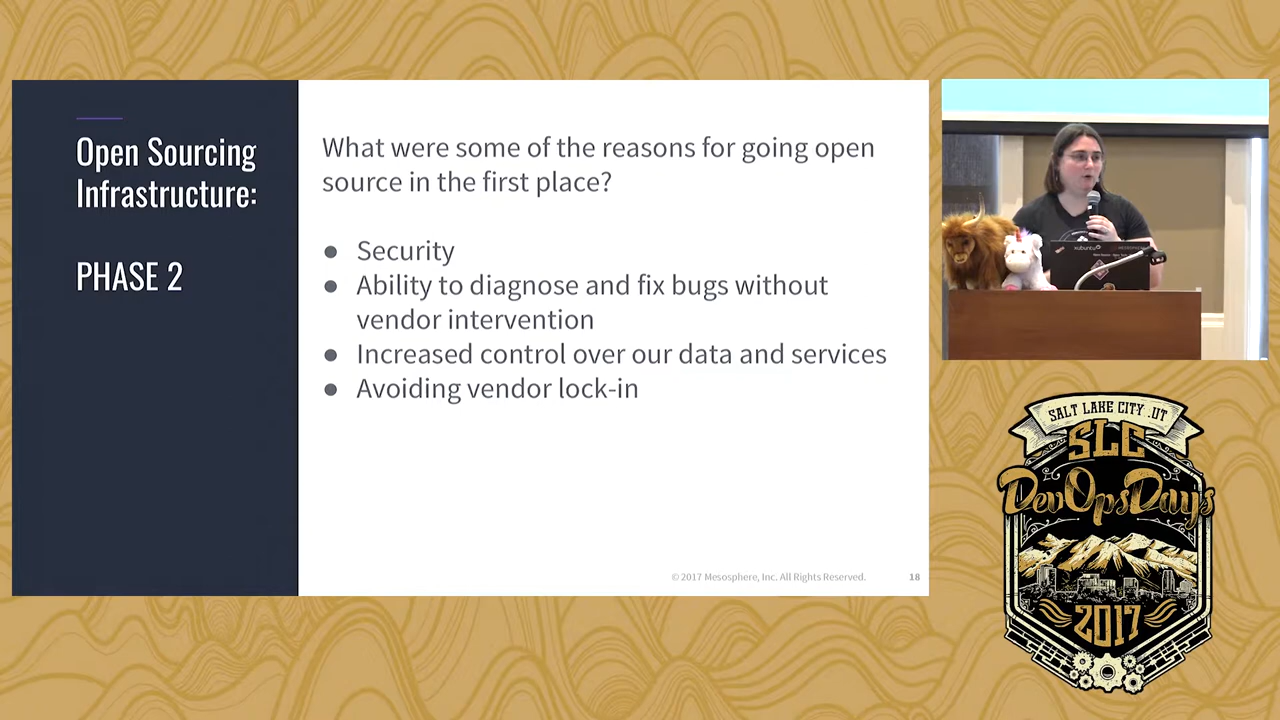 Open Sourcing
Infrastructure:
PHASE 2
What were some of the reasons for going open
source in the first place?
● Security
● Ability to diagnose and fix bugs without
vendor intervention
● Increased control over our data and services
● Avoiding vendor lock-in
© 2017 Mesosphere, Inc. All Rights Reserved.
18
xubuntu
MESOSPHERE
SALT LAKE CITY .UT
SLC
DevOpsDays
2017